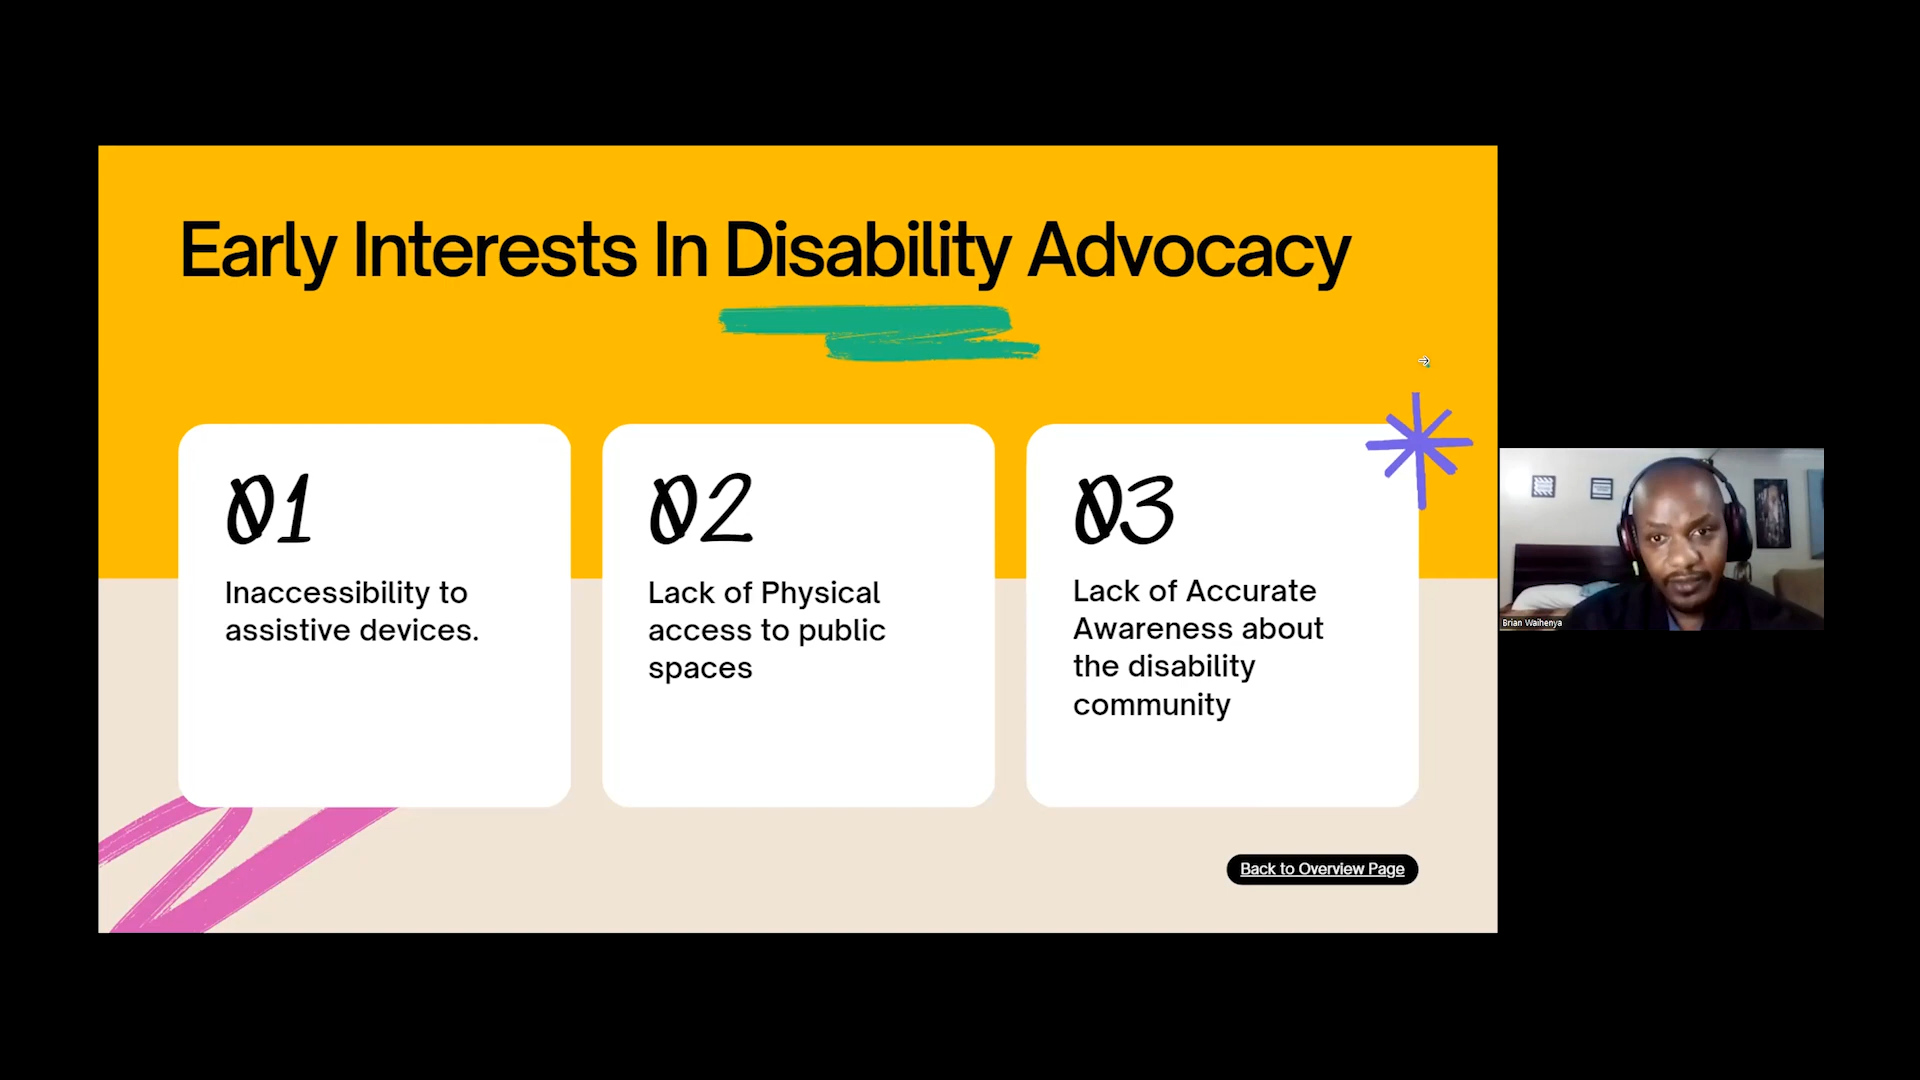 Early Interests In Disability Advocacy
01
Inaccessibility to
assistive devices.
02
Lack of Physical
access to public
spaces
03
Lack of Accurate
Awareness about
the disability
community
Back to Overview Page
Brian Waihenya